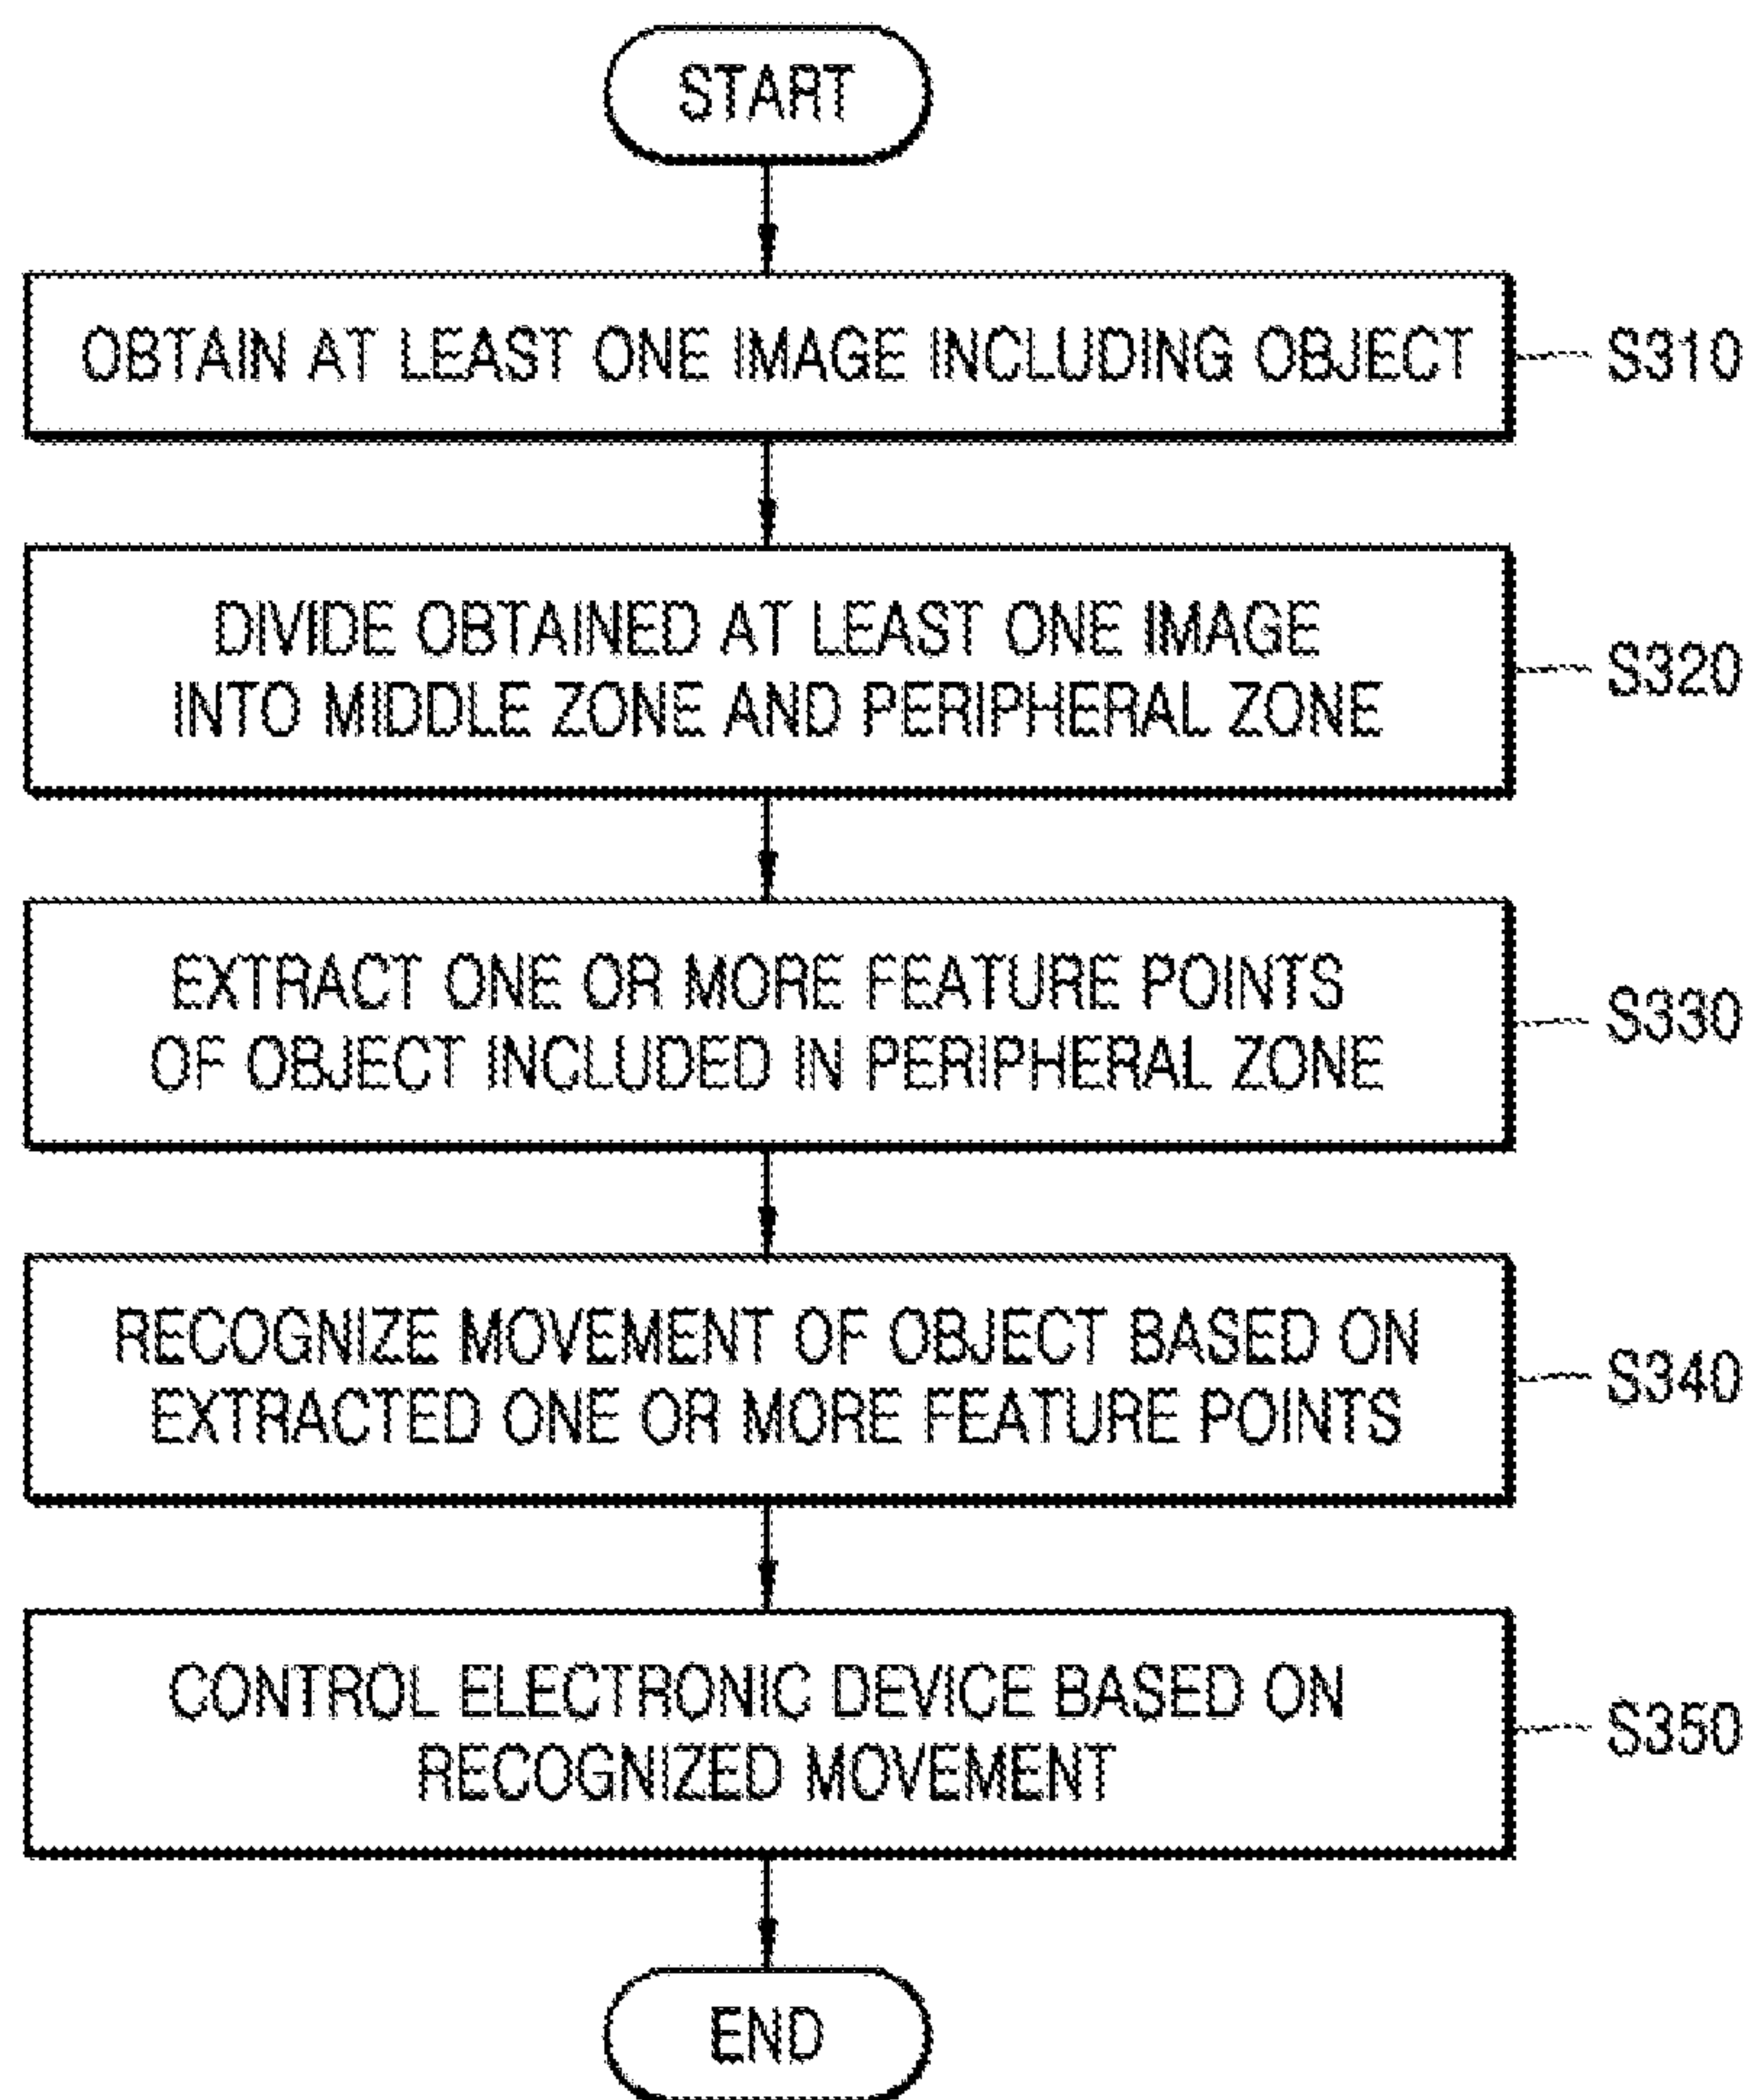 START
OBTAIN AT LEAST ONE IMAGE INCLUDING OBJECT
S310
DIVIDE OBTAINED AT LEAST ONE IMAGE
INTO MIDDLE ZONE AND PERIPHERAL ZONE
S320
EXTRACT ONE OR MORE FEATURE POINTS
OF OBJECT INCLUDED IN PERIPHERAL ZONE
S330
RECOGNIZE MOVEMENT OF OBJECT BASED ON
EXTRACTED ONE OR MORE FEATURE POINTS
S340
CONTROL ELECTRONIC DEVICE BASED ON
RECOGNIZED MOVEMENT
S350
END